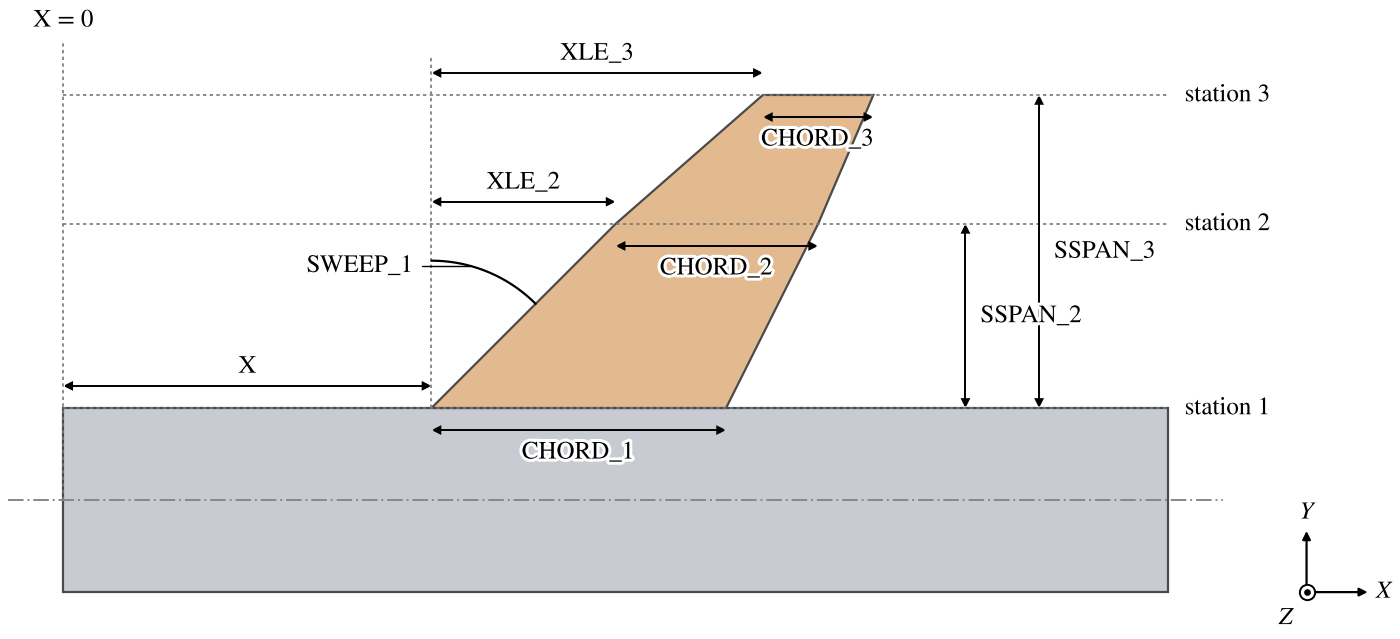 X = 0
XLE_3
station 3
CHORD_3
XLE_2
station 2
SWEEP_1
CHORD_2
SSPAN_3
SSPAN_2
X
station 1
CHORD_1
Y
X
Z